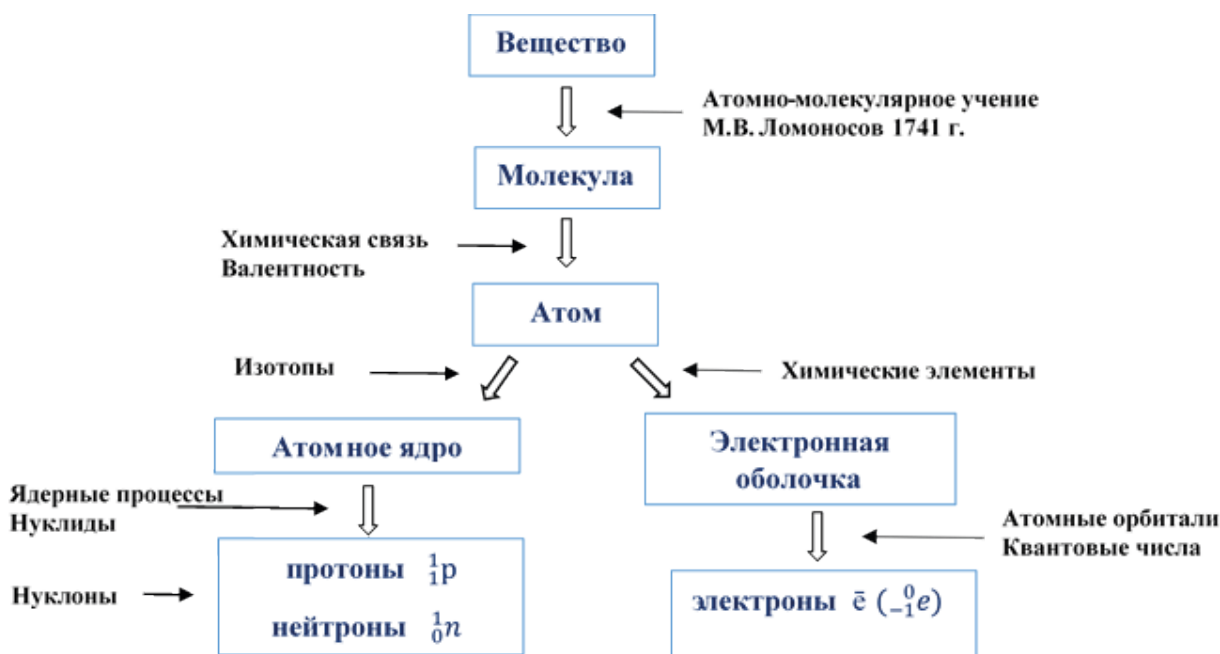 Вещество
Атомно-молекулярное учение
М.В. Ломоносов 1741 г.
Молекула
Химическая связь
Валентность
Атом
Изотопы
Химические элементы
Атомное ядро
Электронная
оболочка
Ядерные процессы
Нуклиды
Атомные орбитали
Квантовые числа
Нуклоны
протоны ¹₁p
нейтроны ¹₀n
электроны ē (⁰₋₁e)